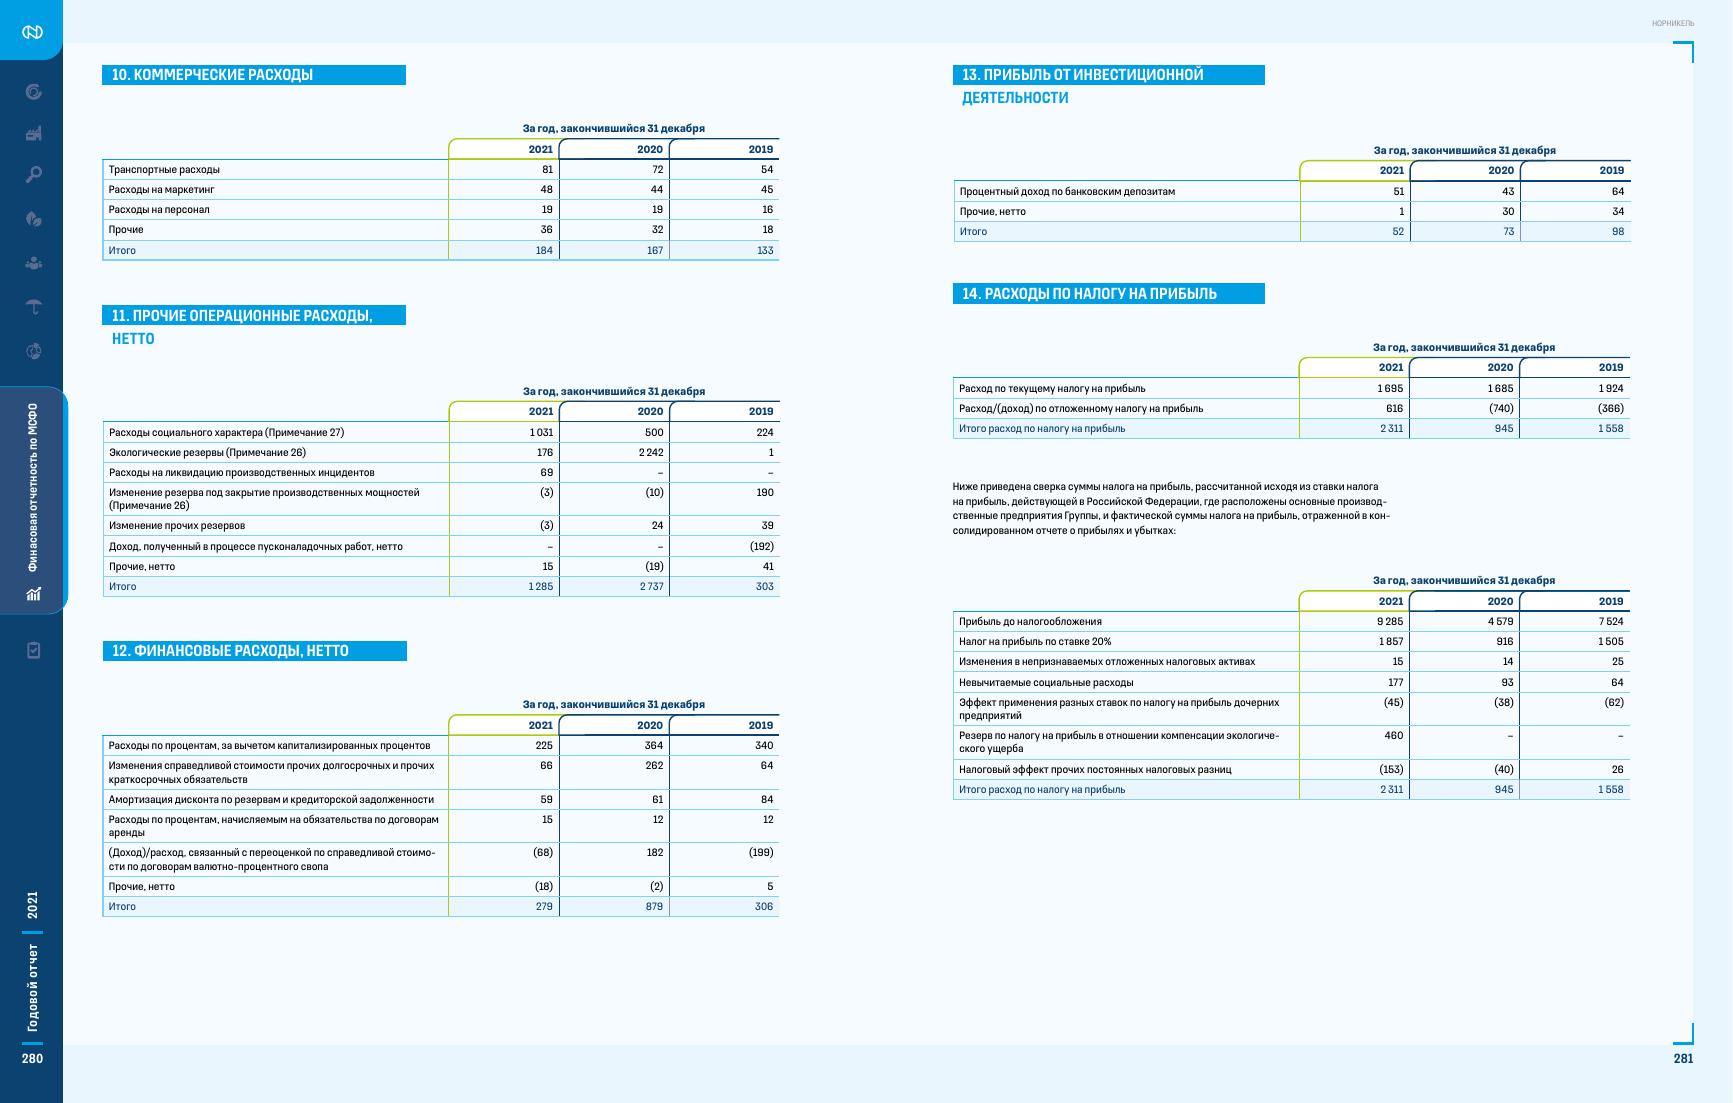 НОРНИКЕЛЬ
Финасовая отчетность по МСФО
Годовой отчет 2021
280
10. КОММЕРЧЕСКИЕ РАСХОДЫ
За год, закончившийся 31 декабря
2021 2020 2019
Транспортные расходы 81 72 54
Расходы на маркетинг 48 44 45
Расходы на персонал 19 19 16
Прочие 36 32 18
Итого 184 167 133
11. ПРОЧИЕ ОПЕРАЦИОННЫЕ РАСХОДЫ,
НЕТТО
За год, закончившийся 31 декабря
2021 2020 2019
Расходы социального характера (Примечание 27) 1 031 500 224
Экологические резервы (Примечание 26) 176 2 242 1
Расходы на ликвидацию производственных инцидентов 69 – –
Изменение резерва под закрытие производственных мощностей (3) (10) 190
(Примечание 26)
Изменение прочих резервов (3) 24 39
Доход, полученный в процессе пусконаладочных работ, нетто – – (192)
Прочие, нетто 15 (19) 41
Итого 1 285 2 737 303
12. ФИНАНСОВЫЕ РАСХОДЫ, НЕТТО
За год, закончившийся 31 декабря
2021 2020 2019
Расходы по процентам, за вычетом капитализированных процентов 225 364 340
Изменения справедливой стоимости прочих долгосрочных и прочих 66 262 64
краткосрочных обязательств
Амортизация дисконта по резервам и кредиторской задолженности 59 61 84
Расходы по процентам, начисляемым на обязательства по договорам 15 12 12
аренды
(Доход)/расход, связанный с переоценкой по справедливой стоимо- (68) 182 (199)
сти по договорам валютно-процентного свопа
Прочие, нетто (18) (2) 5
Итого 279 879 306
13. ПРИБЫЛЬ ОТ ИНВЕСТИЦИОННОЙ
ДЕЯТЕЛЬНОСТИ
За год, закончившийся 31 декабря
2021 2020 2019
Процентный доход по банковским депозитам 51 43 64
Прочие, нетто 1 30 34
Итого 52 73 98
14. РАСХОДЫ ПО НАЛОГУ НА ПРИБЫЛЬ
За год, закончившийся 31 декабря
2021 2020 2019
Расход по текущему налогу на прибыль 1 695 1 685 1 924
Расход/(доход) по отложенному налогу на прибыль 616 (740) (366)
Итого расход по налогу на прибыль 2 311 945 1 558
Ниже приведена сверка суммы налога на прибыль, рассчитанной исходя из ставки налога
на прибыль, действующей в Российской Федерации, где расположены основные производ-
ственные предприятия Группы, и фактической суммы налога на прибыль, отраженной в кон-
солидированном отчете о прибылях и убытках:
За год, закончившийся 31 декабря
2021 2020 2019
Прибыль до налогообложения 9 285 4 579 7 524
Налог на прибыль по ставке 20% 1 857 916 1 505
Изменения в непризнаваемых отложенных налоговых активах 15 14 25
Невычитаемые социальные расходы 177 93 64
Эффект применения разных ставок по налогу на прибыль дочерних (45) (38) (62)
предприятий
Резерв по налогу на прибыль в отношении компенсации экологиче- 460 – –
ского ущерба
Налоговый эффект прочих постоянных налоговых разниц (153) (40) 26
Итого расход по налогу на прибыль 2 311 945 1 558
281